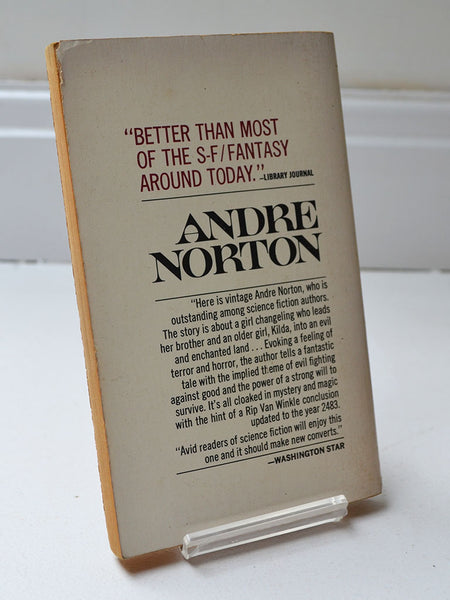 “BETTER THAN MOST
OF THE S-F/FANTASY
AROUND TODAY.” —LIBRARY JOURNAL
ANDRE
NORTON
“Here is vintage Andre Norton, who is
outstanding among science fiction authors.
The story is about a girl changeling who leads
her brother and an older girl, Kilda, into an evil
and enchanted land . . . Evoking a feeling of
terror and horror, the author tells a fantastic
tale with the implied theme of evil fighting
against good and the power of a strong will to
survive. It’s all cloaked in mystery and magic
with the hint of a Rip Van Winkle conclusion
updated to the year 2483.
“Avid readers of science fiction will enjoy this
one and it should make new converts.”
—WASHINGTON STAR